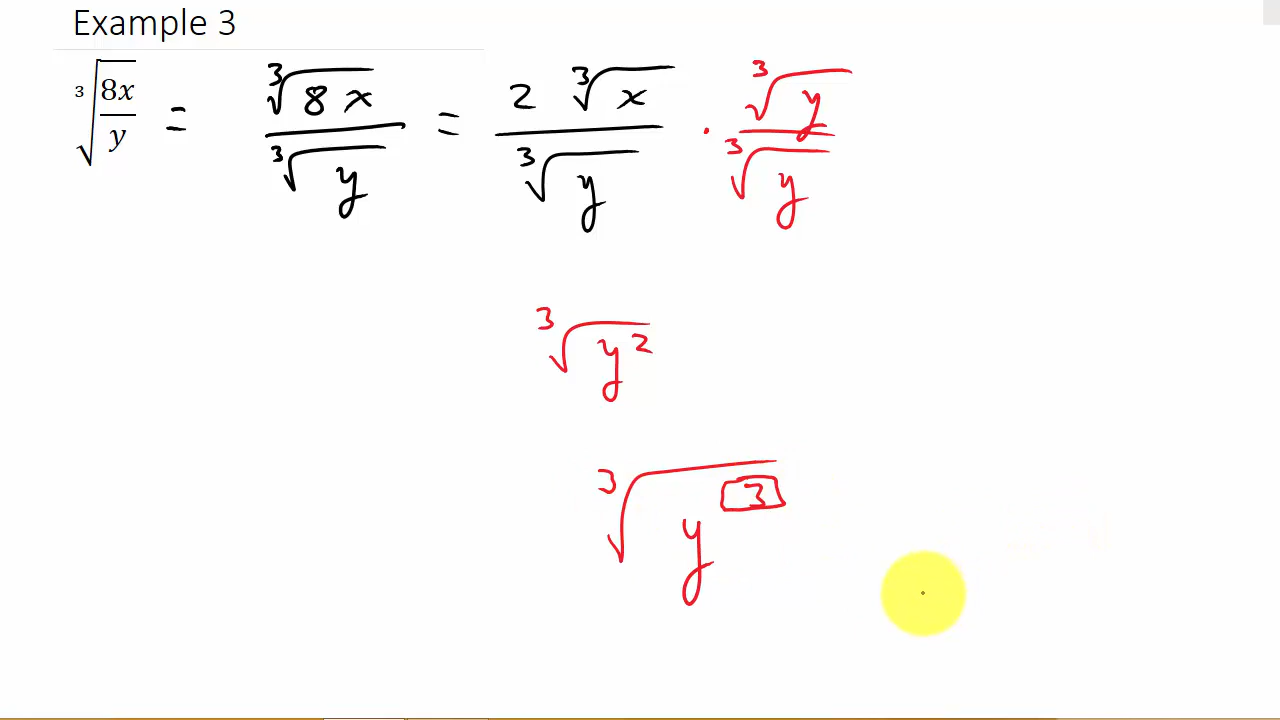 Example 3
∛(8x/y) = ∛(8x)/∛y = 2∛x/∛y · ∛y/∛y
∛(y²)
∛(y³)